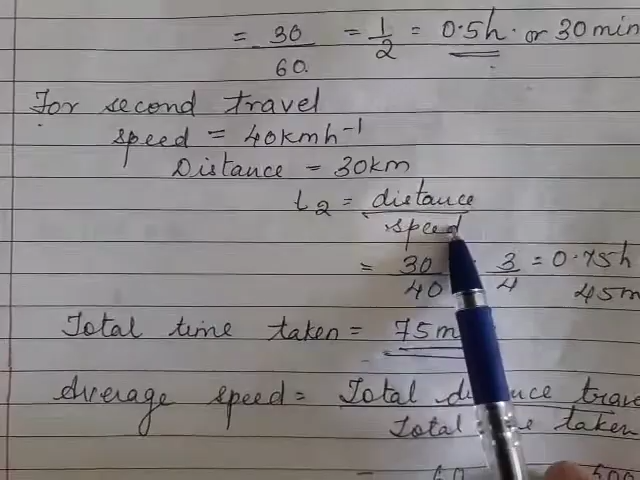 = 30/60 = 1/2 = 0.5h. or 30 min
For second travel
speed = 40kmh⁻¹
Distance = 30km
t₂ = distance/speed
= 30/40 3/4 = 0.75h
45m
Total time taken = 75m
Average speed = Total trave
Total taken